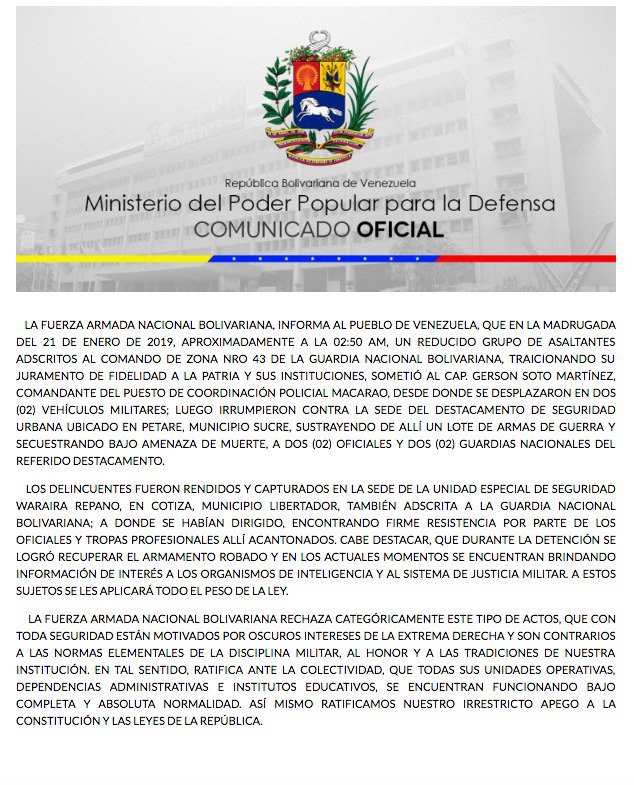 República Bolivariana de Venezuela
Ministerio del Poder Popular para la Defensa
COMUNICADO OFICIAL
LA FUERZA ARMADA NACIONAL BOLIVARIANA, INFORMA AL PUEBLO DE VENEZUELA, QUE EN LA MADRUGADA
DEL 21 DE ENERO DE 2019, APROXIMADAMENTE A LA 02:50 AM, UN REDUCIDO GRUPO DE ASALTANTES
ADSCRITOS AL COMANDO DE ZONA NRO 43 DE LA GUARDIA NACIONAL BOLIVARIANA, TRAICIONANDO SU
JURAMENTO DE FIDELIDAD A LA PATRIA Y SUS INSTITUCIONES, SOMETIÓ AL CAP. GERSON SOTO MARTÍNEZ,
COMANDANTE DEL PUESTO DE COORDINACIÓN POLICIAL MACARAO, DESDE DONDE SE DESPLAZARON EN DOS
(02) VEHÍCULOS MILITARES; LUEGO IRRUMPIERON CONTRA LA SEDE DEL DESTACAMENTO DE SEGURIDAD
URBANA UBICADO EN PETARE, MUNICIPIO SUCRE, SUSTRAYENDO DE ALLÍ UN LOTE DE ARMAS DE GUERRA Y
SECUESTRANDO BAJO AMENAZA DE MUERTE, A DOS (02) OFICIALES Y DOS (02) GUARDIAS NACIONALES DEL
REFERIDO DESTACAMENTO.
LOS DELINCUENTES FUERON RENDIDOS Y CAPTURADOS EN LA SEDE DE LA UNIDAD ESPECIAL DE SEGURIDAD
WARAIRA REPANO, EN COTIZA, MUNICIPIO LIBERTADOR, TAMBIÉN ADSCRITA A LA GUARDIA NACIONAL
BOLIVARIANA; A DONDE SE HABÍAN DIRIGIDO, ENCONTRANDO FIRME RESISTENCIA POR PARTE DE LOS
OFICIALES Y TROPAS PROFESIONALES ALLÍ ACANTONADOS. CABE DESTACAR, QUE DURANTE LA DETENCIÓN SE
LOGRÓ RECUPERAR EL ARMAMENTO ROBADO Y EN LOS ACTUALES MOMENTOS SE ENCUENTRAN BRINDANDO
INFORMACIÓN DE INTERÉS A LOS ORGANISMOS DE INTELIGENCIA Y AL SISTEMA DE JUSTICIA MILITAR. A ESTOS
SUJETOS SE LES APLICARÁ TODO EL PESO DE LA LEY.
LA FUERZA ARMADA NACIONAL BOLIVARIANA RECHAZA CATEGÓRICAMENTE ESTE TIPO DE ACTOS, QUE CON
TODA SEGURIDAD ESTÁN MOTIVADOS POR OSCUROS INTERESES DE LA EXTREMA DERECHA Y SON CONTRARIOS
A LAS NORMAS ELEMENTALES DE LA DISCIPLINA MILITAR, AL HONOR Y A LAS TRADICIONES DE NUESTRA
INSTITUCIÓN. EN TAL SENTIDO, RATIFICA ANTE LA COLECTIVIDAD, QUE TODAS SUS UNIDADES OPERATIVAS,
DEPENDENCIAS ADMINISTRATIVAS E INSTITUTOS EDUCATIVOS, SE ENCUENTRAN FUNCIONANDO BAJO
COMPLETA Y ABSOLUTA NORMALIDAD. ASÍ MISMO RATIFICAMOS NUESTRO IRRESTRICTO APEGO A LA
CONSTITUCIÓN Y LAS LEYES DE LA REPÚBLICA.